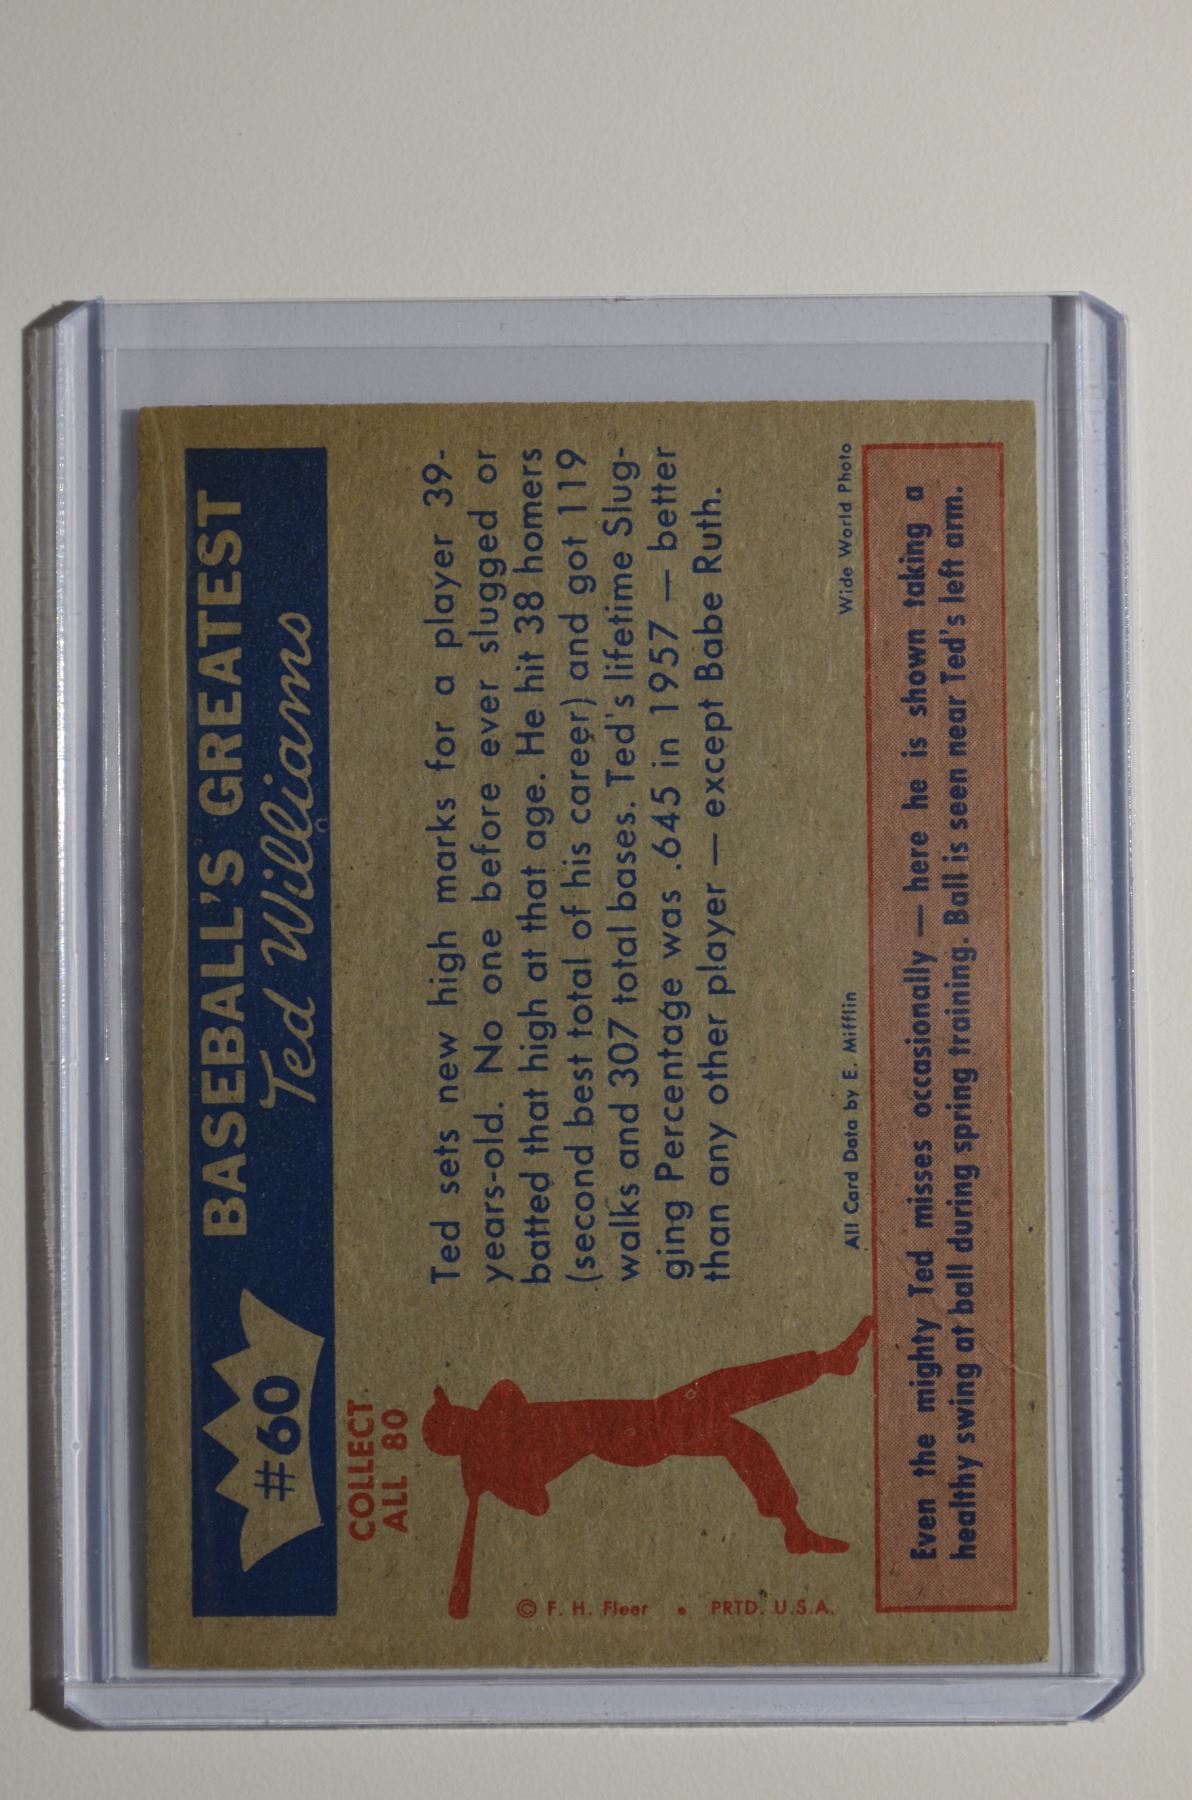 #60
BASEBALL'S GREATEST
Ted Williams
COLLECT
ALL 80
Ted sets new high marks for a player 39-
years-old. No one before ever slugged or
batted that high at that age. He hit 38 homers
(second best total of his career) and got 119
walks and 307 total bases. Ted's lifetime Slug-
ging Percentage was .645 in 1957 — better
than any other player — except Babe Ruth.
© F. H. Fleer • PRTD. U.S.A.
All Card Data by E. Mifflin
Wide World Photo
Even the mighty Ted misses occasionally — here he is shown taking a
healthy swing at ball during spring training. Ball is seen near Ted's left arm.